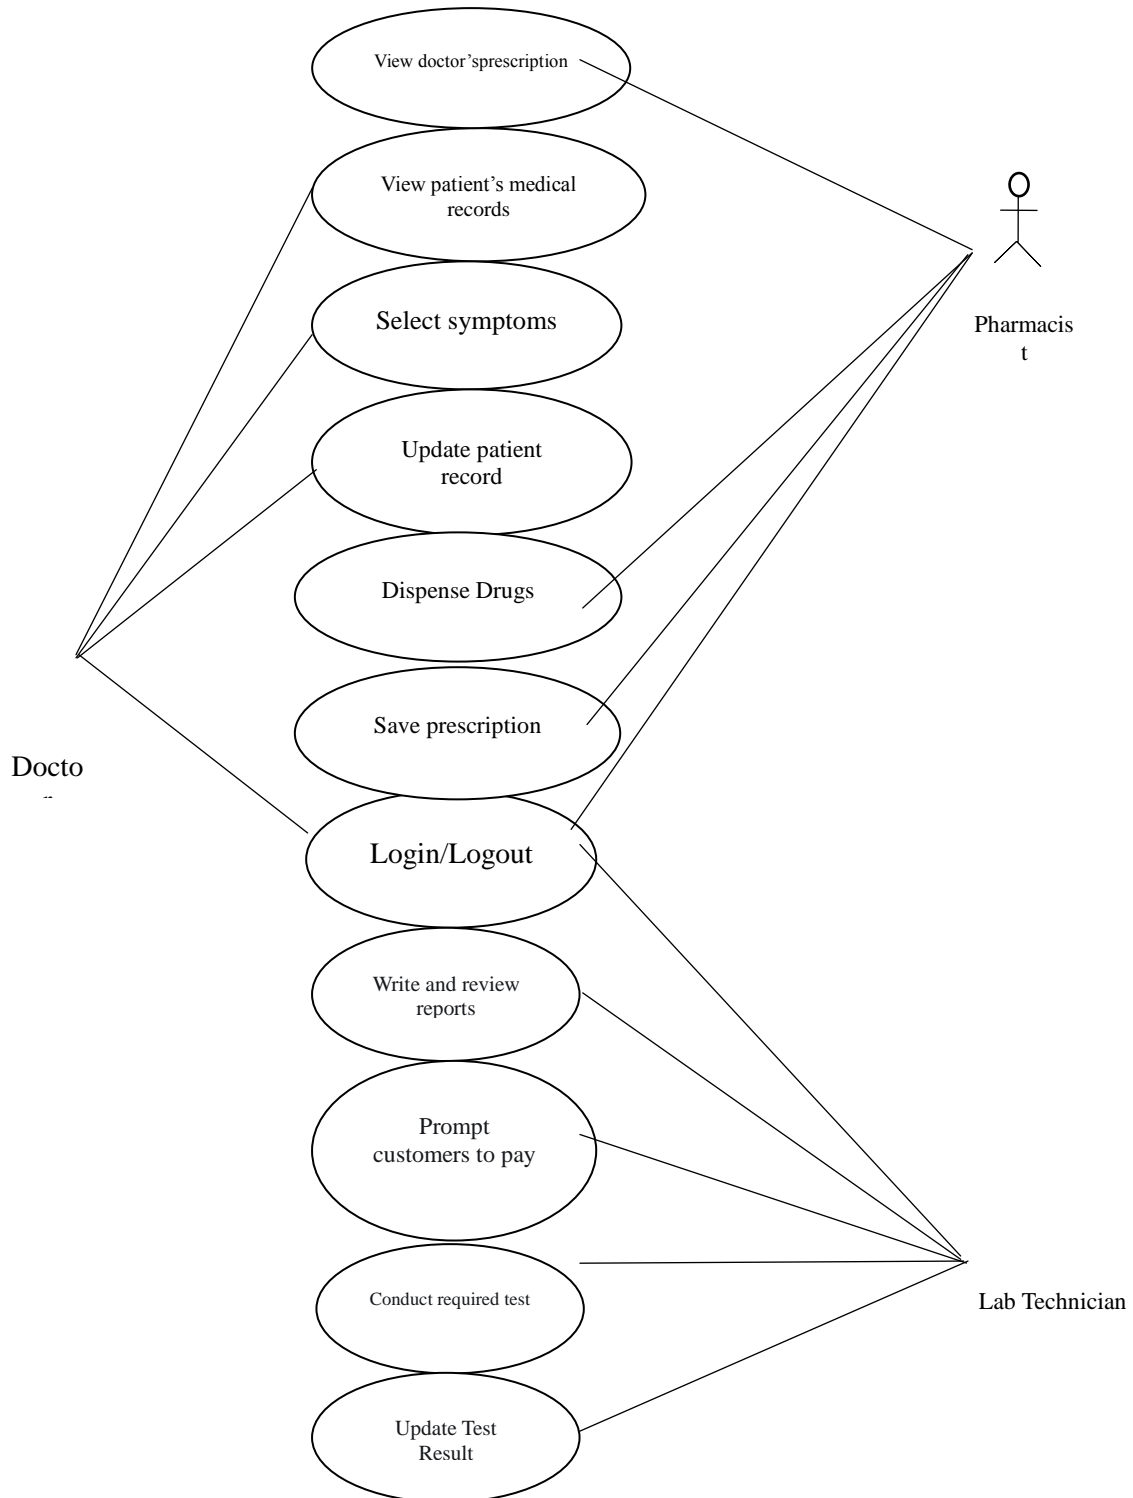 View doctor’sprescription
View patient’s medical
records
Select symptoms
Pharmacis
t
Update patient
record
Dispense Drugs
Save prescription
Docto
Login/Logout
Write and review
reports
Prompt
customers to pay
Conduct required test
Lab Technician
Update Test
Result